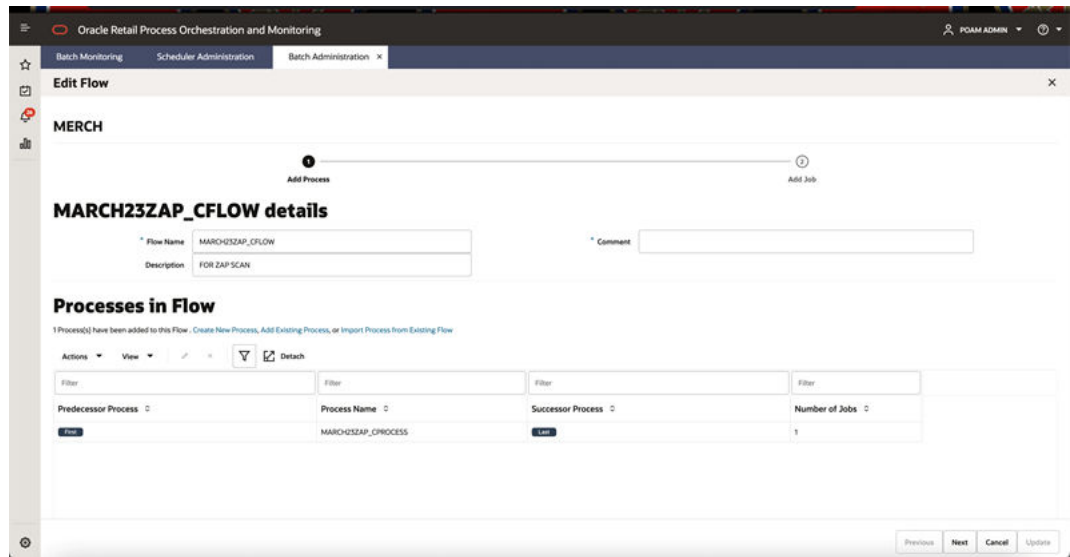 Oracle Retail Process Orchestration and Monitoring
POAM ADMIN
Batch Monitoring Scheduler Administration Batch Administration ×
Edit Flow ×
MERCH
1 2
Add Process Add Job
MARCH23ZAP_CFLOW details
* Flow Name MARCH23ZAP_CFLOW * Comment
Description FOR ZAP SCAN
Processes in Flow
1 Process(s) have been added to this Flow . Create New Process, Add Existing Process, or Import Process from Existing Flow
Actions View Detach
Filter Filter Filter Filter
Predecessor Process Process Name Successor Process Number of Jobs
First MARCH23ZAP_CPROCESS Last 1
Previous Next Cancel Update